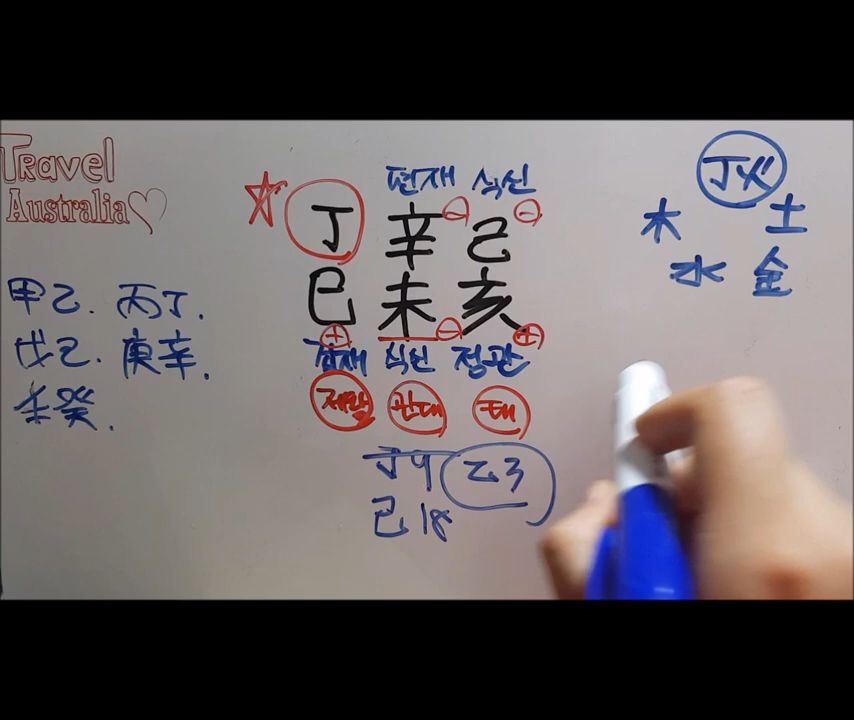 Travel
Australia♡
甲乙. 丙丁.
戊己. 庚辛.
壬癸.
편재 식신
☆ 丁 辛 ⊖ 己 ⊖
巳 ⊕ 未 ⊖ 亥 ⊕
겁재 식신 정관
제왕 관대 태
丁9 乙3
己18
丁火
木 土
水 金